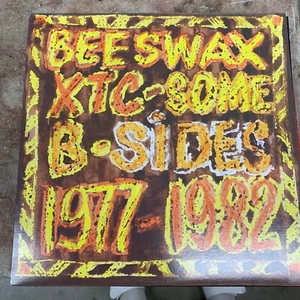 BEESWAX
XTC-SOME
B·SiDES
1977-1982